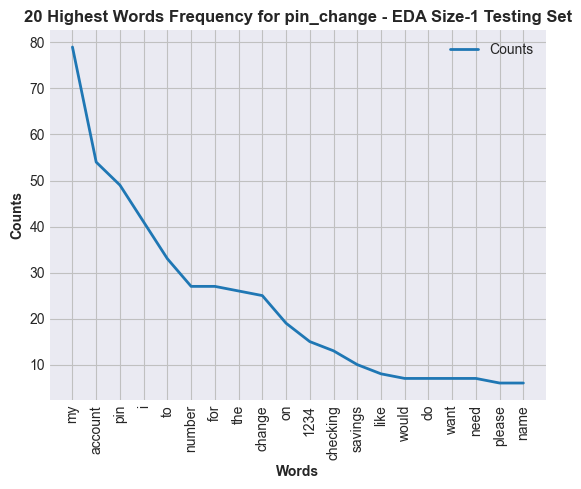 20 Highest Words Frequency for pin_change - EDA Size-1 Testing Set
Counts
80
70
60
50
40
30
20
10
Counts
my
account
pin
i
to
number
for
the
change
on
1234
checking
savings
like
would
do
want
need
please
name
Words